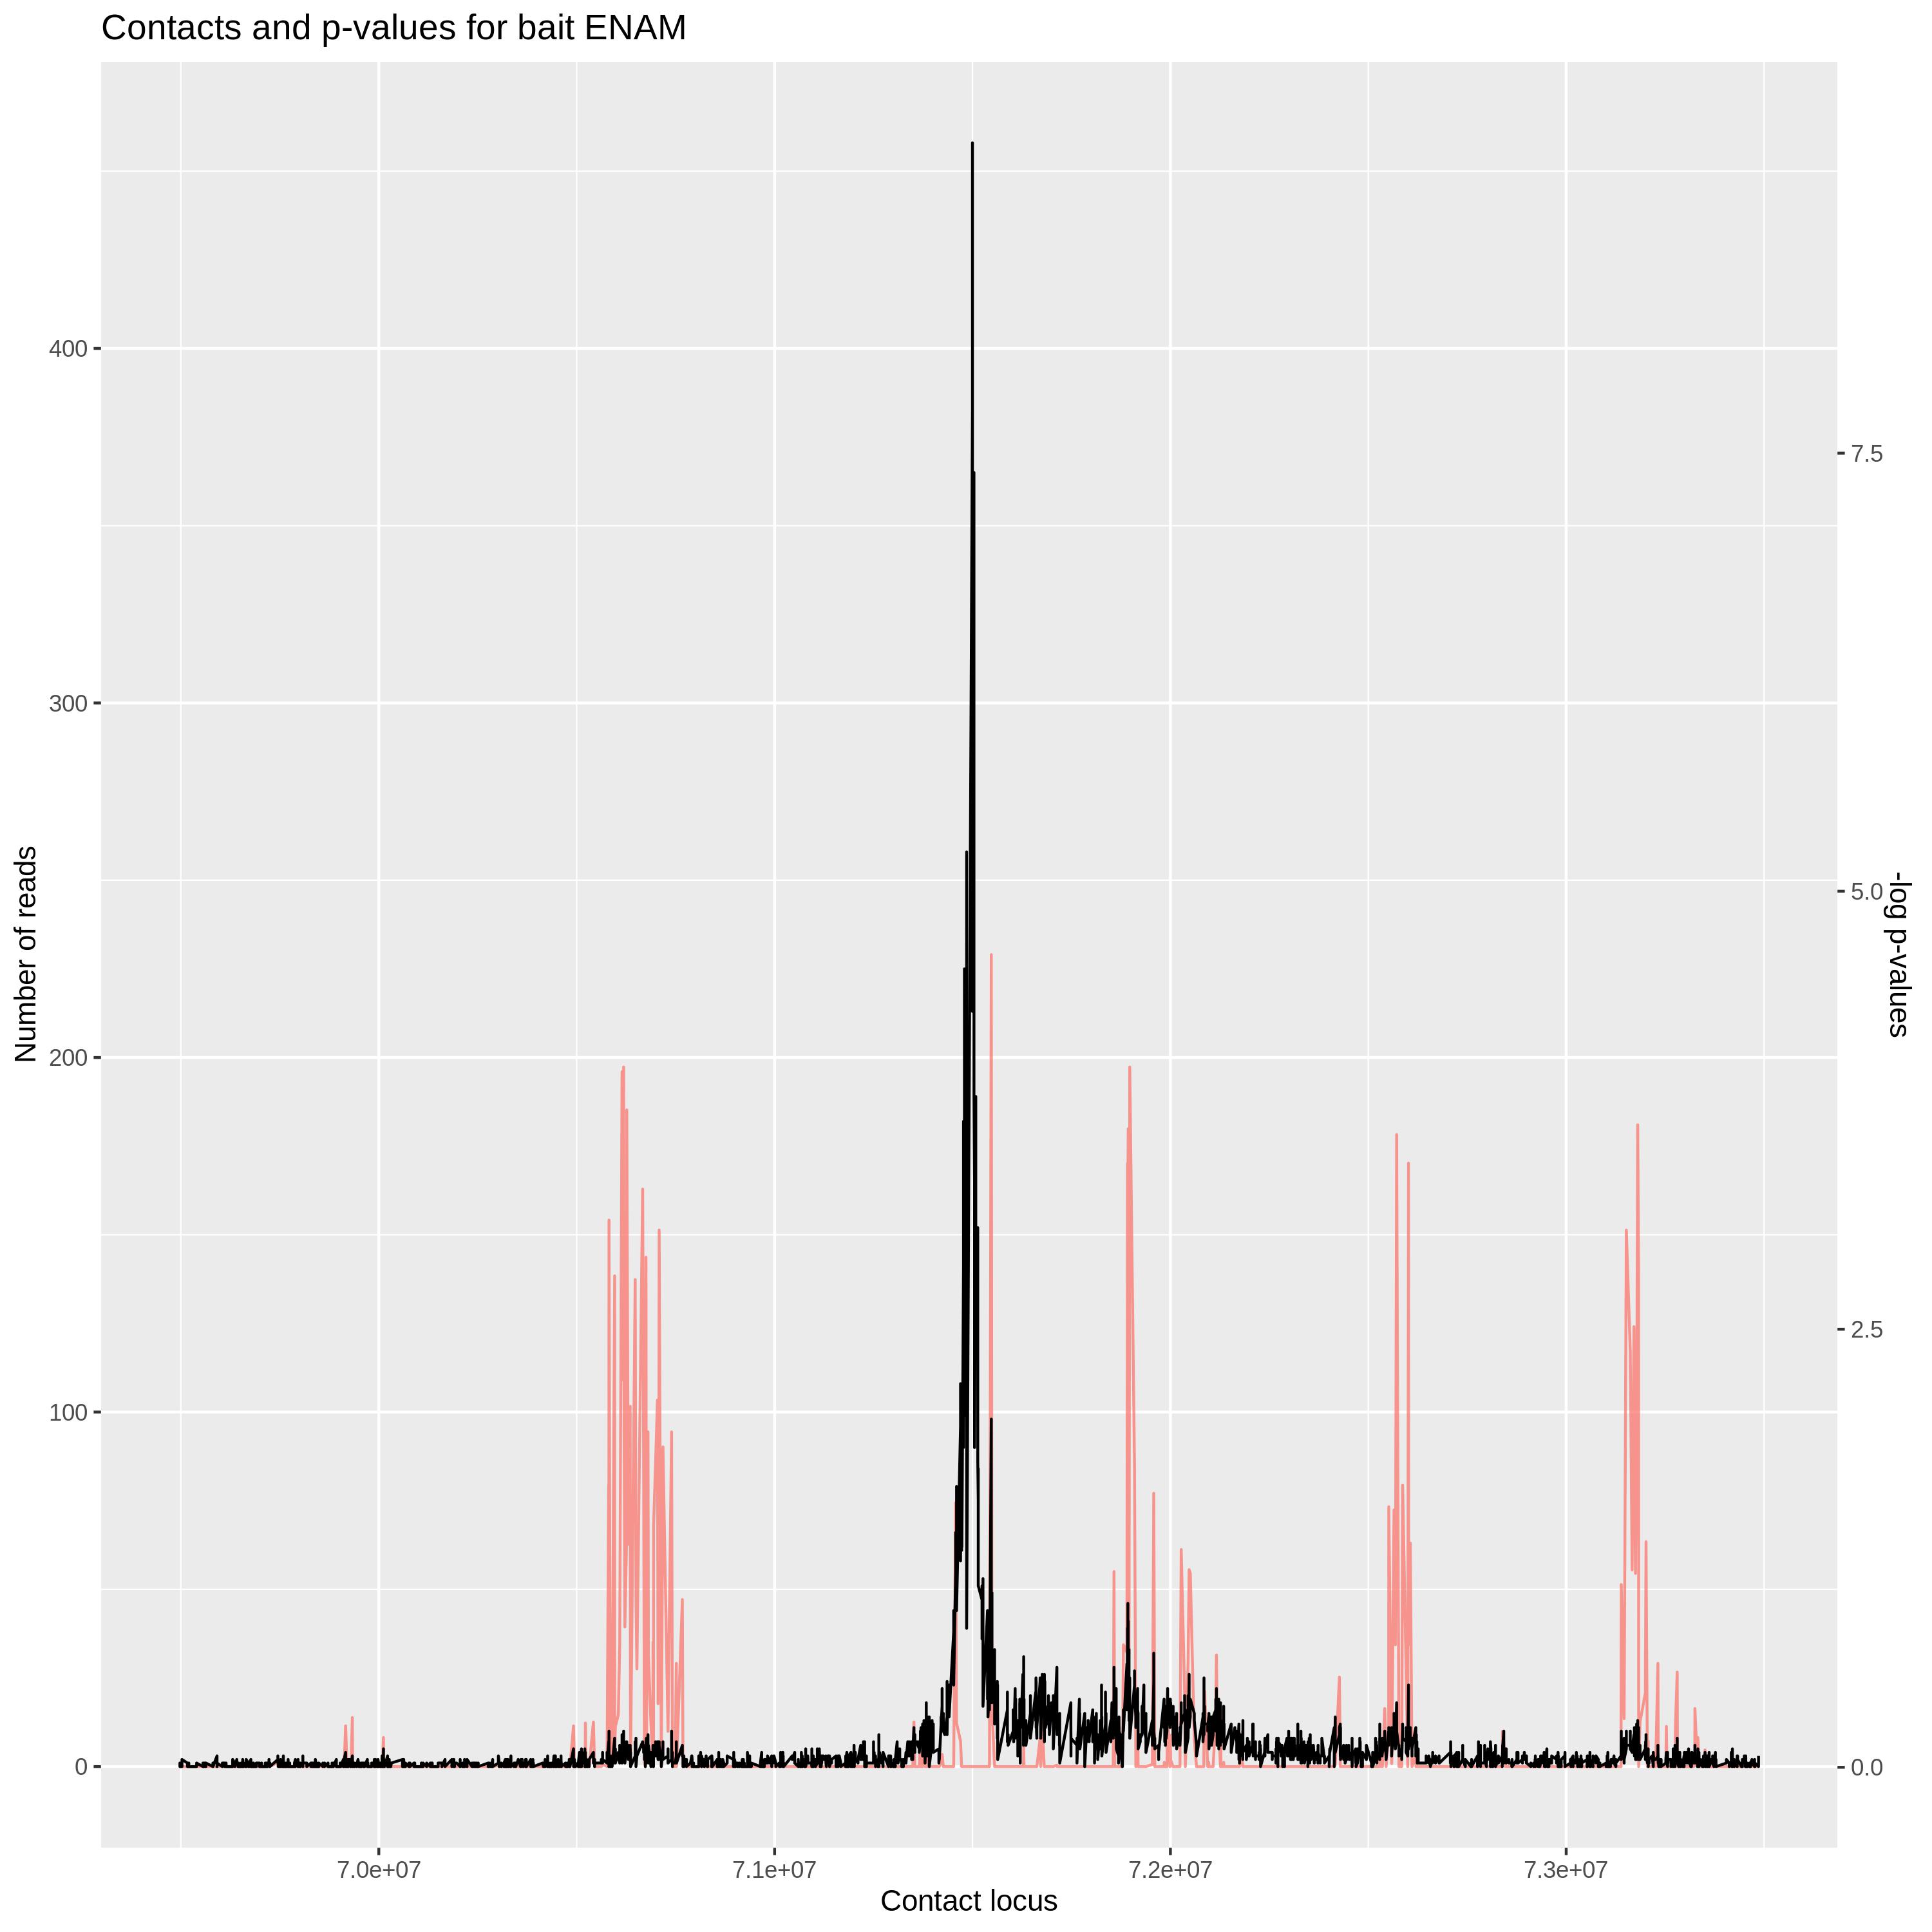 Contacts and p-values for bait ENAM
Number of reads
400
300
200
100
0
7.5
5.0
2.5
0.0
-log p-values
7.0e+07
7.1e+07
7.2e+07
7.3e+07
Contact locus